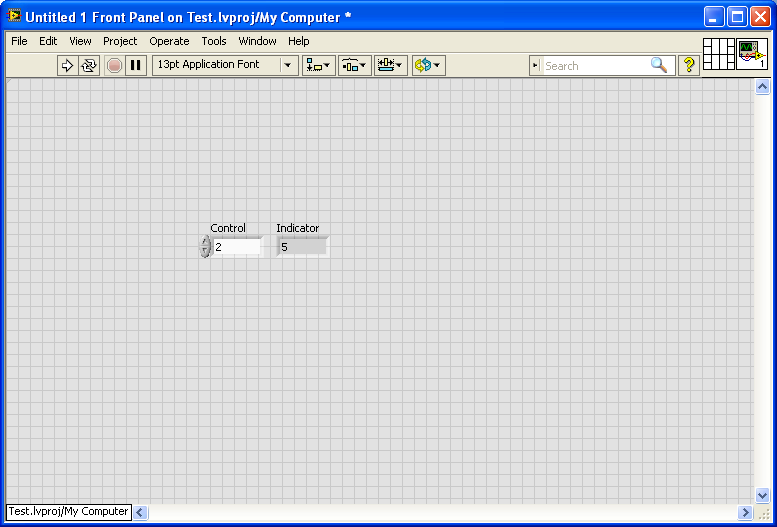 Untitled 1 Front Panel on Test.lvproj/My Computer *
File Edit View Project Operate Tools Window Help
13pt Application Font
Search
?
1
Control Indicator
2 5
Test.lvproj/My Computer